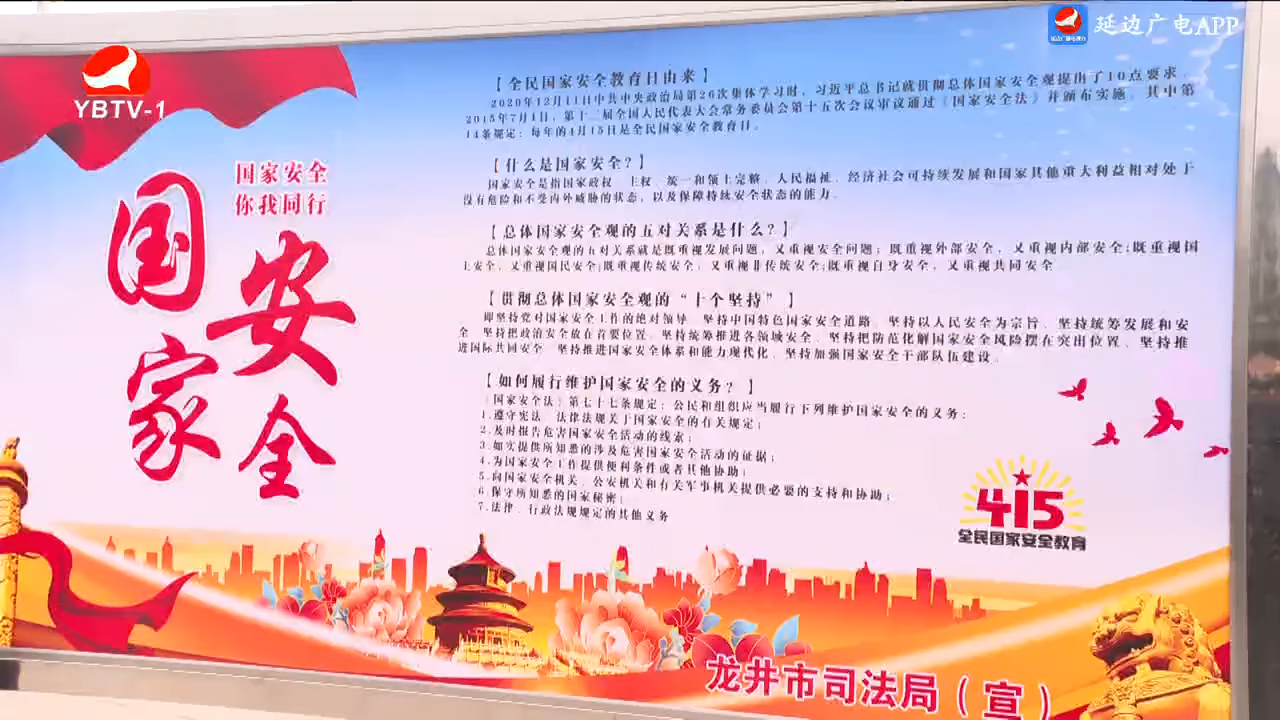 延边广电APP
YBTV-1
国家安全
你我同行
国家安全
【全民国家安全教育日由来】
2020年12月11日中共中央政治局第26次集体学习时，习近平总书记就贯彻总体国家安全观提出了10点要求。
2015年7月1日，第十二届全国人民代表大会常务委员会第十五次会议审议通过《国家安全法》并颁布实施。其中第
14条规定：每年的4月15日是全民国家安全教育日。
【什么是国家安全？】
国家安全是指国家政权、主权、统一和领土完整、人民福祉、经济社会可持续发展和国家其他重大利益相对处于
没有危险和不受内外威胁的状态，以及保障持续安全状态的能力。
【总体国家安全观的五对关系是什么？】
总体国家安全观的五对关系就是既重视发展问题，又重视安全问题；既重视外部安全，又重视内部安全;既重视国
土安全，又重视国民安全;既重视传统安全，又重视非传统安全;既重视自身安全，又重视共同安全
【贯彻总体国家安全观的“十个坚持”】
即坚持党对国家安全工作的绝对领导、坚持中国特色国家安全道路、坚持以人民安全为宗旨、坚持统筹发展和安
全、坚持把政治安全放在首要位置、坚持统筹推进各领域安全、坚持把防范化解国家安全风险摆在突出位置、坚持推
进国际共同安全、坚持推进国家安全体系和能力现代化、坚持加强国家安全干部队伍建设。
【如何履行维护国家安全的义务？】
《国家安全法》第七十七条规定：公民和组织应当履行下列维护国家安全的义务：
1.遵守宪法、法律法规关于国家安全的有关规定；
2.及时报告危害国家安全活动的线索；
3.如实提供所知悉的涉及危害国家安全活动的证据；
4.为国家安全工作提供便利条件或者其他协助；
5.向国家安全机关、公安机关和有关军事机关提供必要的支持和协助；
6.保守所知悉的国家秘密；
7.法律、行政法规规定的其他义务
415
全民国家安全教育
龙井市司法局（宣）